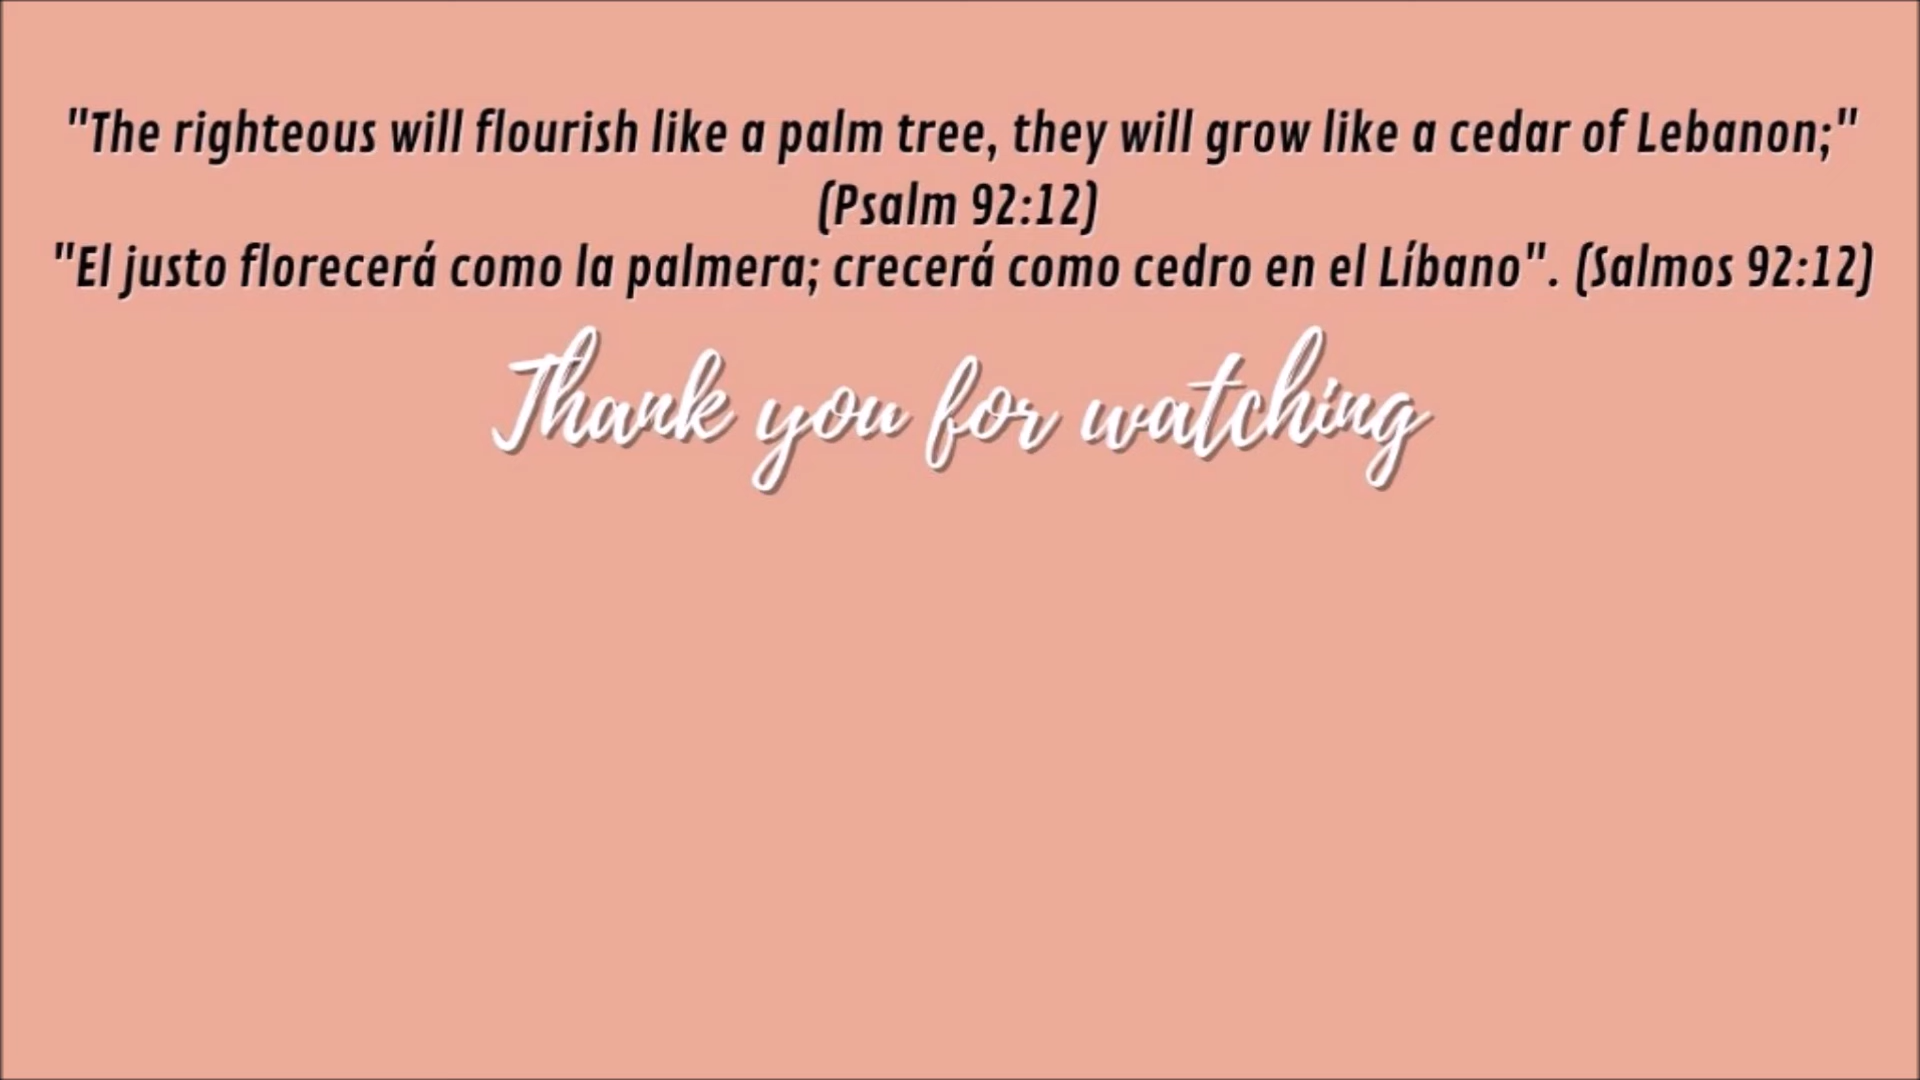 "The righteous will flourish like a palm tree, they will grow like a cedar of Lebanon;"
(Psalm 92:12)
"El justo florecerá como la palmera; crecerá como cedro en el Líbano". (Salmos 92:12)
Thank you for watching